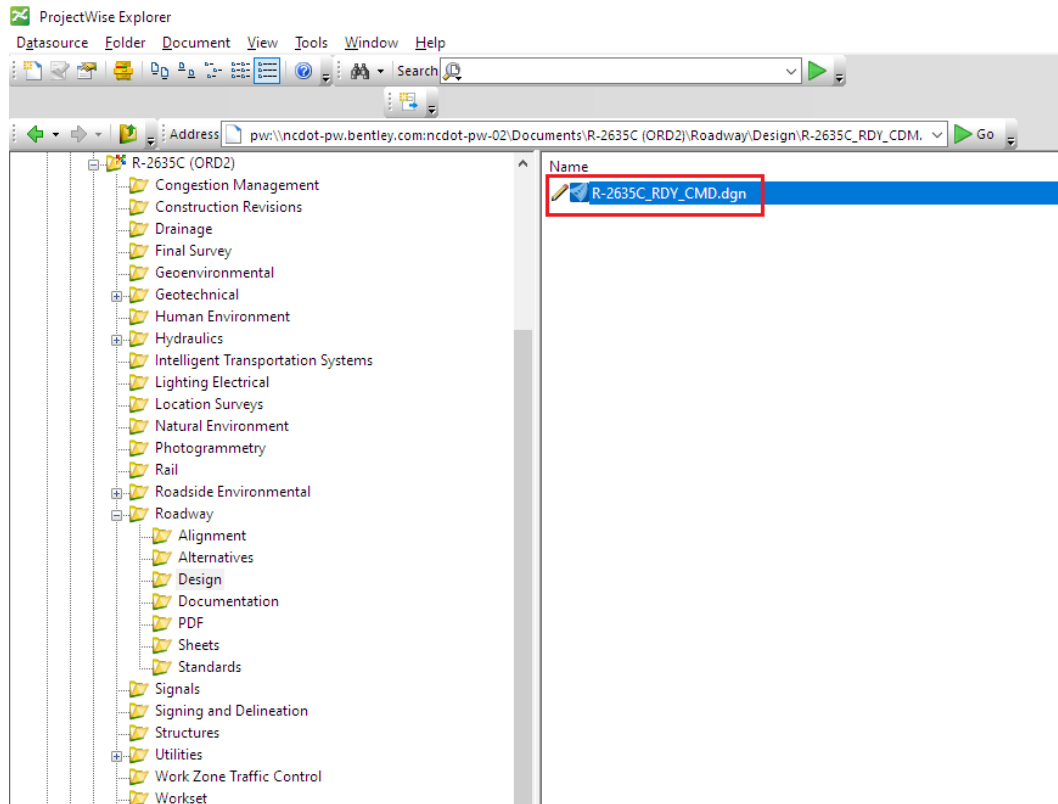 ProjectWise Explorer
Datasource Folder Document View Tools Window Help
Search
Address pw:\\ncdot-pw.bentley.com:ncdot-pw-02\Documents\R-2635C (ORD2)\Roadway\Design\R-2635C_RDY_CDM. Go
R-2635C (ORD2)
Congestion Management
Construction Revisions
Drainage
Final Survey
Geoenvironmental
Geotechnical
Human Environment
Hydraulics
Intelligent Transportation Systems
Lighting Electrical
Location Surveys
Natural Environment
Photogrammetry
Rail
Roadside Environmental
Roadway
Alignment
Alternatives
Design
Documentation
PDF
Sheets
Standards
Signals
Signing and Delineation
Structures
Utilities
Work Zone Traffic Control
Workset
Name
R-2635C_RDY_CMD.dgn